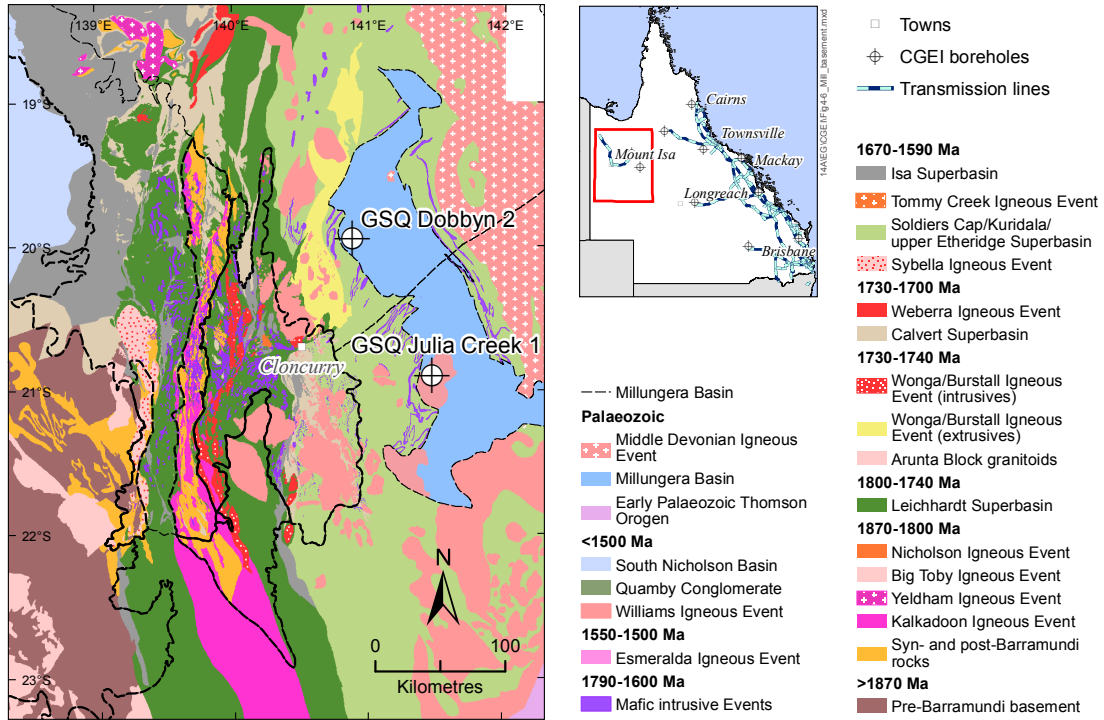 139°E
140°E
141°E
142°E
19°S
20°S
21°S
22°S
23°S
GSQ Dobbyn 2
GSQ Julia Creek 1
Cloncurry
N
0
100
Kilometres
Cairns
Townsville
Mount Isa
Mackay
Longreach
Brisbane
14A\EG\CGEI\Fig4-6_Mill_basement.mxd
Towns
CGEI boreholes
Transmission lines
Millungera Basin
Palaeozoic
Middle Devonian Igneous
Event
Millungera Basin
Early Palaeozoic Thomson
Orogen
<1500 Ma
South Nicholson Basin
Quamby Conglomerate
Williams Igneous Event
1550-1500 Ma
Esmeralda Igneous Event
1790-1600 Ma
Mafic intrusive Events
1670-1590 Ma
Isa Superbasin
Tommy Creek Igneous Event
Soldiers Cap/Kuridala/
upper Etheridge Superbasin
Sybella Igneous Event
1730-1700 Ma
Weberra Igneous Event
Calvert Superbasin
1730-1740 Ma
Wonga/Burstall Igneous
Event (intrusives)
Wonga/Burstall Igneous
Event (extrusives)
Arunta Block granitoids
1800-1740 Ma
Leichhardt Superbasin
1870-1800 Ma
Nicholson Igneous Event
Big Toby Igneous Event
Yeldham Igneous Event
Kalkadoon Igneous Event
Syn- and post-Barramundi
rocks
>1870 Ma
Pre-Barramundi basement